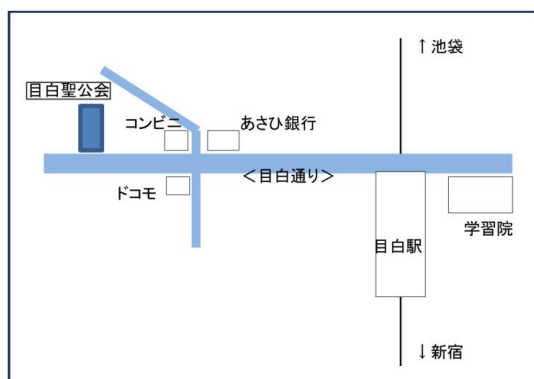 ↑池袋
目白聖公会
コンビニ
あさひ銀行
＜目白通り＞
ドコモ
学習院
目白駅
↓新宿